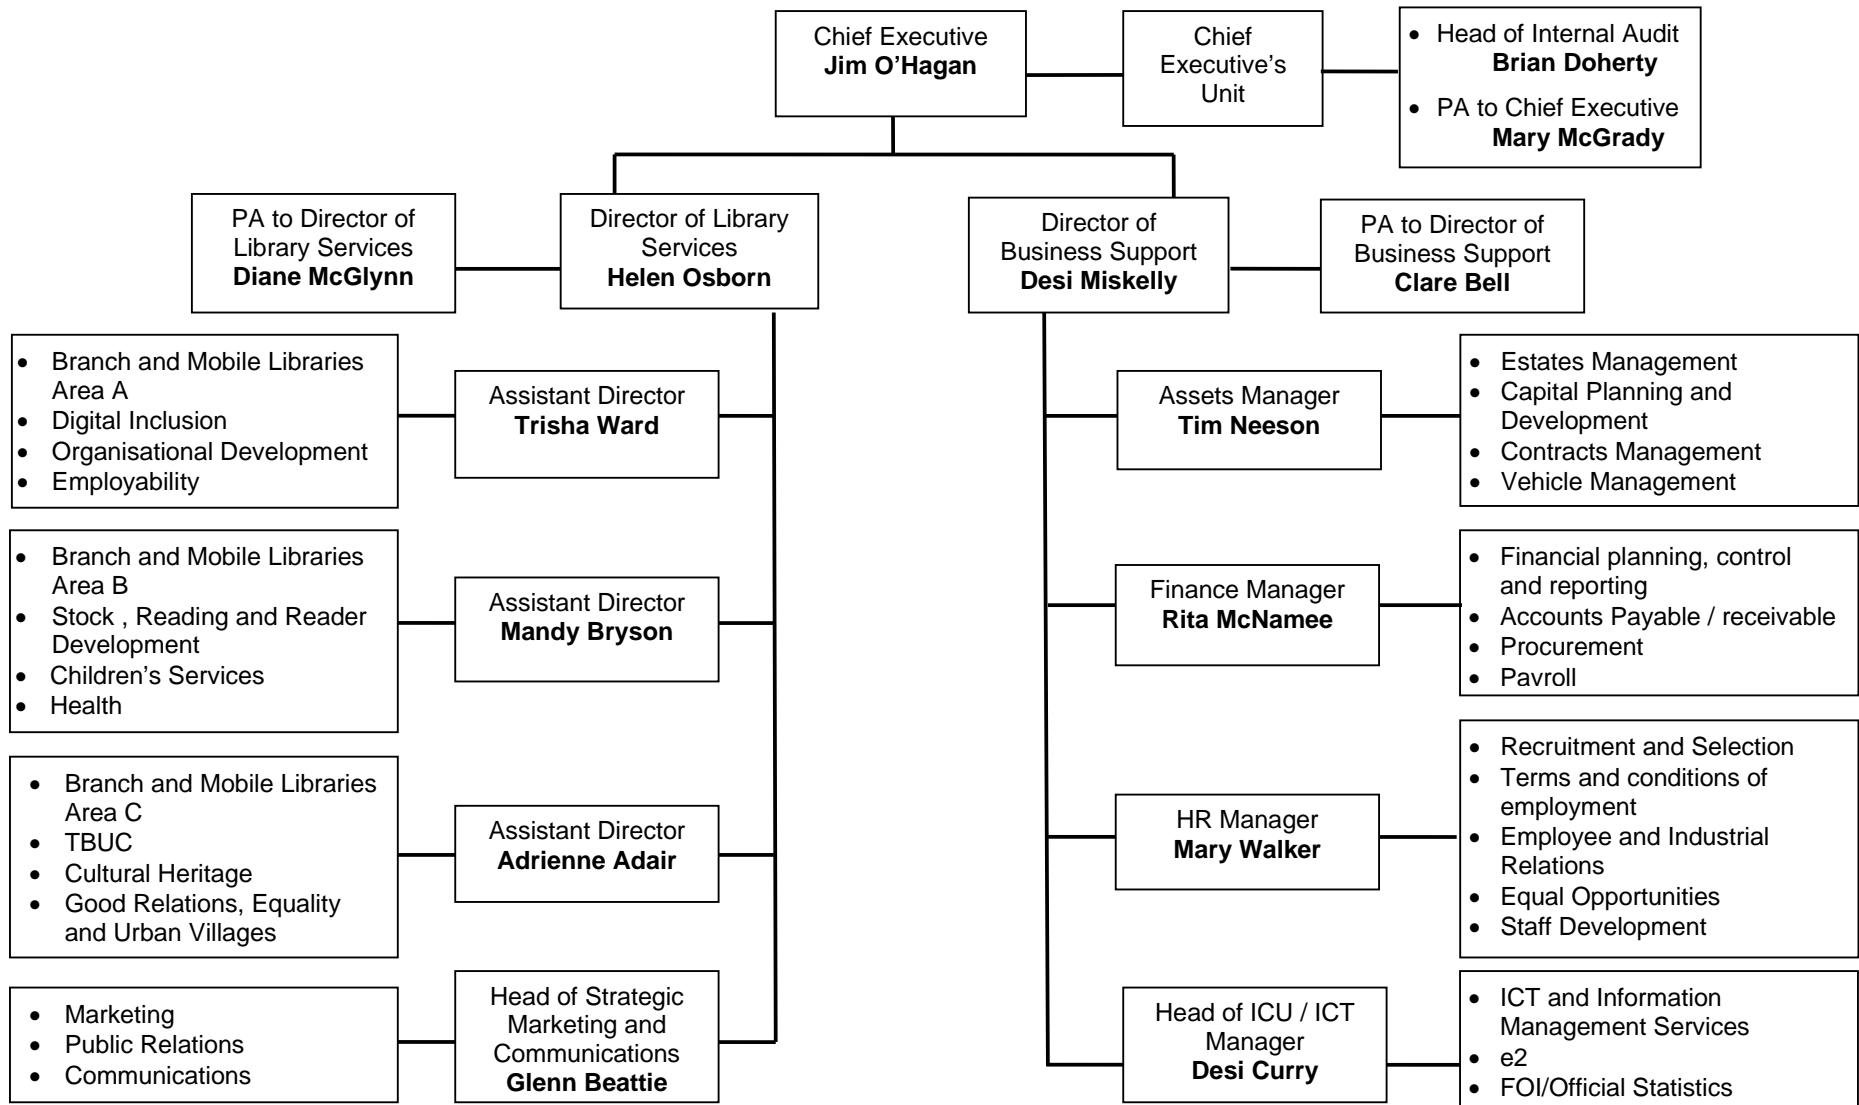 Chief Executive
Jim O’Hagan
Chief
Executive’s
Unit
• Head of Internal Audit
Brian Doherty
• PA to Chief Executive
Mary McGrady
PA to Director of
Library Services
Diane McGlynn
Director of Library
Services
Helen Osborn
Director of
Business Support
Desi Miskelly
PA to Director of
Business Support
Clare Bell
• Branch and Mobile Libraries
Area A
• Digital Inclusion
• Organisational Development
• Employability
Assistant Director
Trisha Ward
Assets Manager
Tim Neeson
• Estates Management
• Capital Planning and
Development
• Contracts Management
• Vehicle Management
• Branch and Mobile Libraries
Area B
• Stock , Reading and Reader
Development
• Children’s Services
• Health
Assistant Director
Mandy Bryson
Finance Manager
Rita McNamee
• Financial planning, control
and reporting
• Accounts Payable / receivable
• Procurement
• Payroll
• Branch and Mobile Libraries
Area C
• TBUC
• Cultural Heritage
• Good Relations, Equality
and Urban Villages
Assistant Director
Adrienne Adair
HR Manager
Mary Walker
• Recruitment and Selection
• Terms and conditions of
employment
• Employee and Industrial
Relations
• Equal Opportunities
• Staff Development
• Marketing
• Public Relations
• Communications
Head of Strategic
Marketing and
Communications
Glenn Beattie
Head of ICU / ICT
Manager
Desi Curry
• ICT and Information
Management Services
• e2
• FOI/Official Statistics